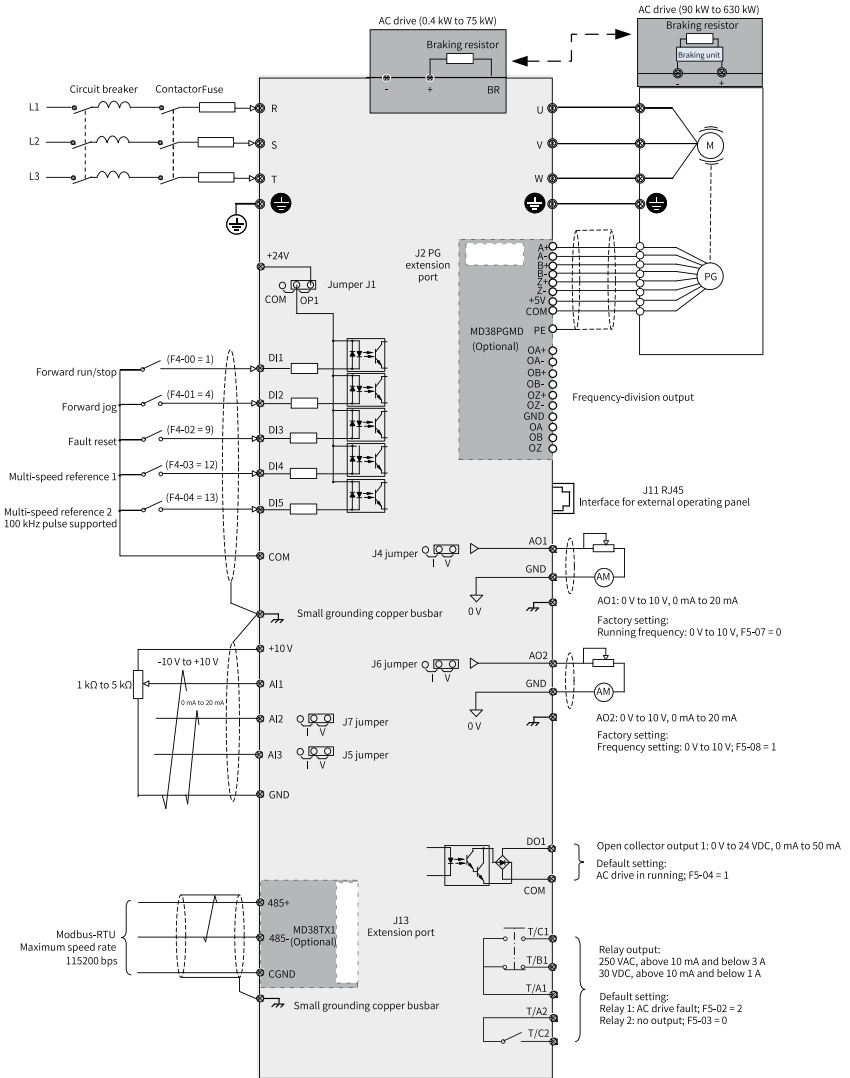 AC drive (0.4 kW to 75 kW)
AC drive (90 kW to 630 kW)
Braking resistor
Braking resistor
Braking unit
-
+
BR
-
+
Circuit breaker
Contactor
Fuse
L1
R
U
L2
S
V
M
L3
T
W
+24V
J2 PG
extension
port
A+
A-
B+
B-
Z+
Z-
+5V
COM
PG
COM
OP1
Jumper J1
MD38PGMD
(Optional)
PE
OA+
OA-
OB+
OB-
OZ+
OZ-
GND
OA
OB
OZ
Frequency-division output
Forward run/stop
(F4-00 = 1)
DI1
Forward jog
(F4-01 = 4)
DI2
Fault reset
(F4-02 = 9)
DI3
Multi-speed reference 1
(F4-03 = 12)
DI4
Multi-speed reference 2
100 kHz pulse supported
(F4-04 = 13)
DI5
COM
J11 RJ45
Interface for external operating panel
J4 jumper
I
V
AO1
GND
AM
0 V
AO1: 0 V to 10 V, 0 mA to 20 mA
Factory setting:
Running frequency: 0 V to 10 V, F5-07 = 0
Small grounding copper busbar
+10 V
-10 V to +10 V
1 kΩ to 5 kΩ
AI1
0 mA to 20 mA
AI2
I
V
J7 jumper
AI3
I
V
J5 jumper
GND
J6 jumper
I
V
AO2
GND
AM
0 V
AO2: 0 V to 10 V, 0 mA to 20 mA
Factory setting:
Frequency setting: 0 V to 10 V; F5-08 = 1
DO1
COM
Open collector output 1: 0 V to 24 VDC, 0 mA to 50 mA
Default setting:
AC drive in running; F5-04 = 1
Modbus-RTU
Maximum speed rate
115200 bps
485+
485-
CGND
MD38TX1
(Optional)
J13
Extension port
Small grounding copper busbar
T/C1
T/B1
T/A1
T/A2
T/C2
Relay output:
250 VAC, above 10 mA and below 3 A
30 VDC, above 10 mA and below 1 A
Default setting:
Relay 1: AC drive fault; F5-02 = 2
Relay 2: no output; F5-03 = 0